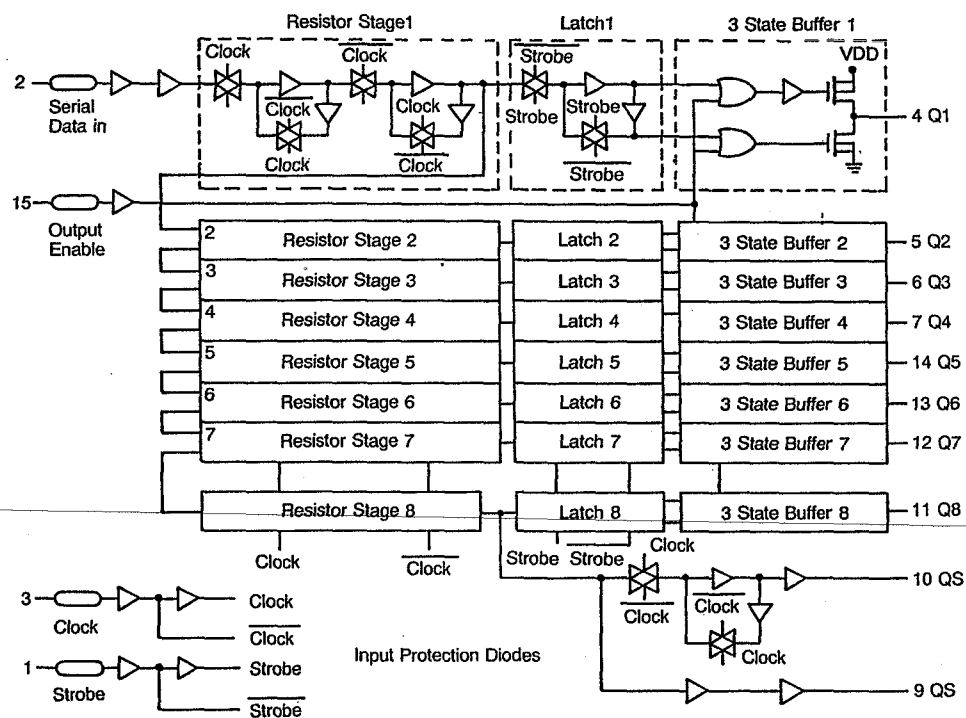 Resistor Stage1 Latch1 3 State Buffer 1
Clock Clock Strobe VDD
2 Serial Data in
Clock Clock Strobe Strobe
4 Q1
Clock Clock Strobe
15 Output Enable
2 Resistor Stage 2 Latch 2 3 State Buffer 2 5 Q2
3 Resistor Stage 3 Latch 3 3 State Buffer 3 6 Q3
4 Resistor Stage 4 Latch 4 3 State Buffer 4 7 Q4
5 Resistor Stage 5 Latch 5 3 State Buffer 5 14 Q5
6 Resistor Stage 6 Latch 6 3 State Buffer 6 13 Q6
7 Resistor Stage 7 Latch 7 3 State Buffer 7 12 Q7
Resistor Stage 8 Latch 8 3 State Buffer 8 11 Q8
Clock Clock Strobe Strobe Clock
10 QS
Clock Clock
3 Clock Clock
Clock
Input Protection Diodes Clock
1 Strobe Strobe
Strobe
9 QS